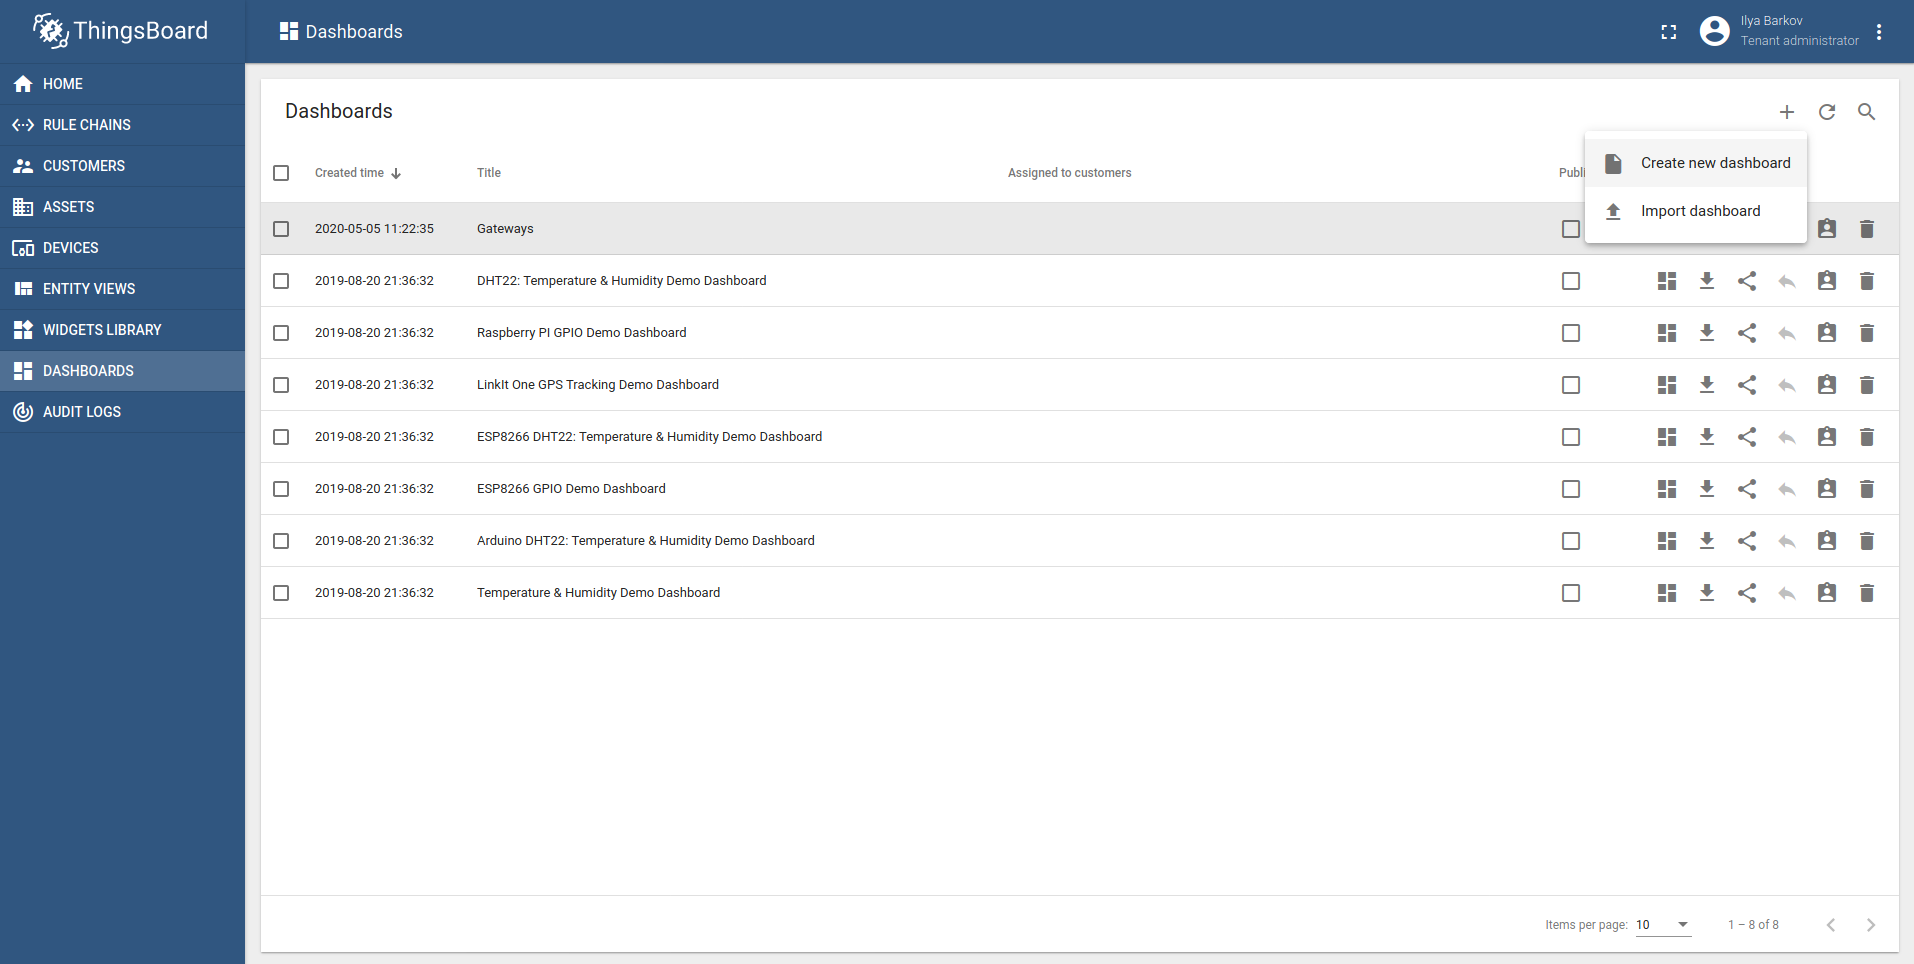 ThingsBoard
Dashboards
Ilya Barkov
Tenant administrator
HOME
RULE CHAINS
CUSTOMERS
ASSETS
DEVICES
ENTITY VIEWS
WIDGETS LIBRARY
DASHBOARDS
AUDIT LOGS
Dashboards
Create new dashboard
Import dashboard
Created time Title Assigned to customers Publi
2020-05-05 11:22:35 Gateways
2019-08-20 21:36:32 DHT22: Temperature & Humidity Demo Dashboard
2019-08-20 21:36:32 Raspberry PI GPIO Demo Dashboard
2019-08-20 21:36:32 LinkIt One GPS Tracking Demo Dashboard
2019-08-20 21:36:32 ESP8266 DHT22: Temperature & Humidity Demo Dashboard
2019-08-20 21:36:32 ESP8266 GPIO Demo Dashboard
2019-08-20 21:36:32 Arduino DHT22: Temperature & Humidity Demo Dashboard
2019-08-20 21:36:32 Temperature & Humidity Demo Dashboard
Items per page: 10 1 – 8 of 8